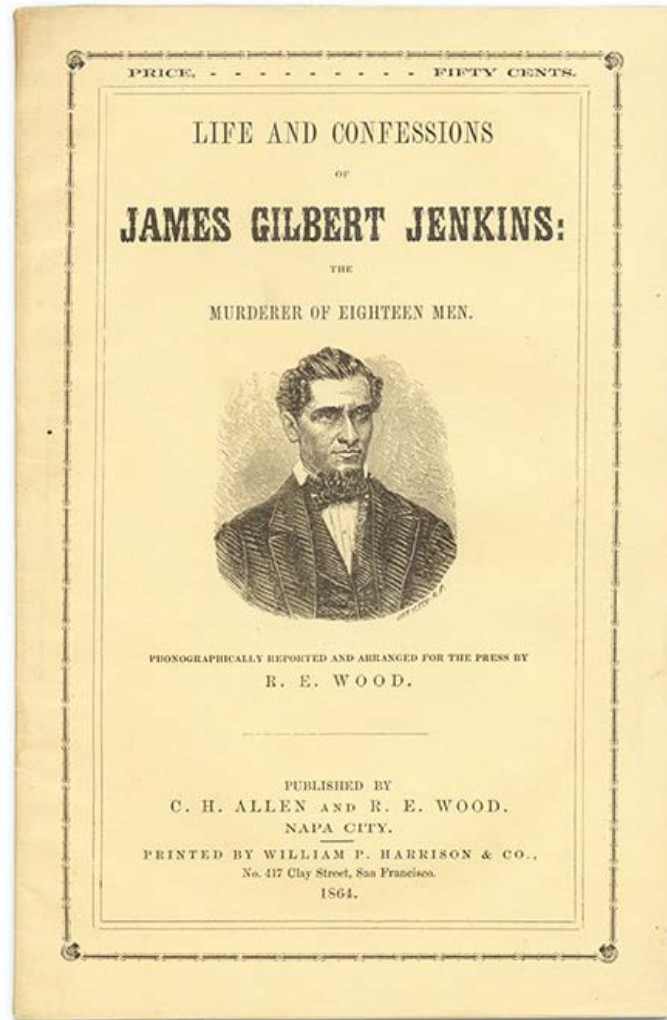 PRICE, - - - - - - - - - FIFTY CENTS.
LIFE AND CONFESSIONS
OF
JAMES GILBERT JENKINS:
THE
MURDERER OF EIGHTEEN MEN.
PHONOGRAPHICALLY REPORTED AND ARRANGED FOR THE PRESS BY
R. E. WOOD.
PUBLISHED BY
C. H. ALLEN AND R. E. WOOD.
NAPA CITY.
PRINTED BY WILLIAM P. HARRISON & CO.,
No. 417 Clay Street, San Francisco.
1864.